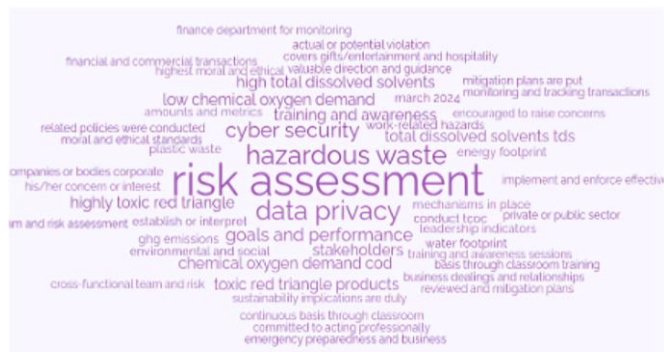 finance department for monitoring
actual or potential violation
financial and commercial transactions covers gifts/entertainment and hospitality
highest moral and ethical valuable direction and guidance
high total dissolved solvents mitigation plans are put
monitoring and tracking transactions
low chemical oxygen demand march 2024
amounts and metrics training and awareness encouraged to raise concerns
related policies were conducted cyber security work-related hazards
moral and ethical standards total dissolved solvents tds
plastic waste hazardous waste energy footprint
ompanies or bodies corporate risk assessment implement and enforce effective
his/her concern or interest
highly toxic red triangle data privacy mechanisms in place
am and risk assessment establish or interpret conduct tcoc private or public sector
ghg emissions goals and performance leadership indicators
environmental and social stakeholders water footprint
training and awareness sessions
chemical oxygen demand cod basis through classroom training
business dealings and relationships
cross-functional team and risk toxic red triangle products reviewed and mitigation plans
sustainability implications are duly
continuous basis through classroom
committed to acting professionally
emergency preparedness and business